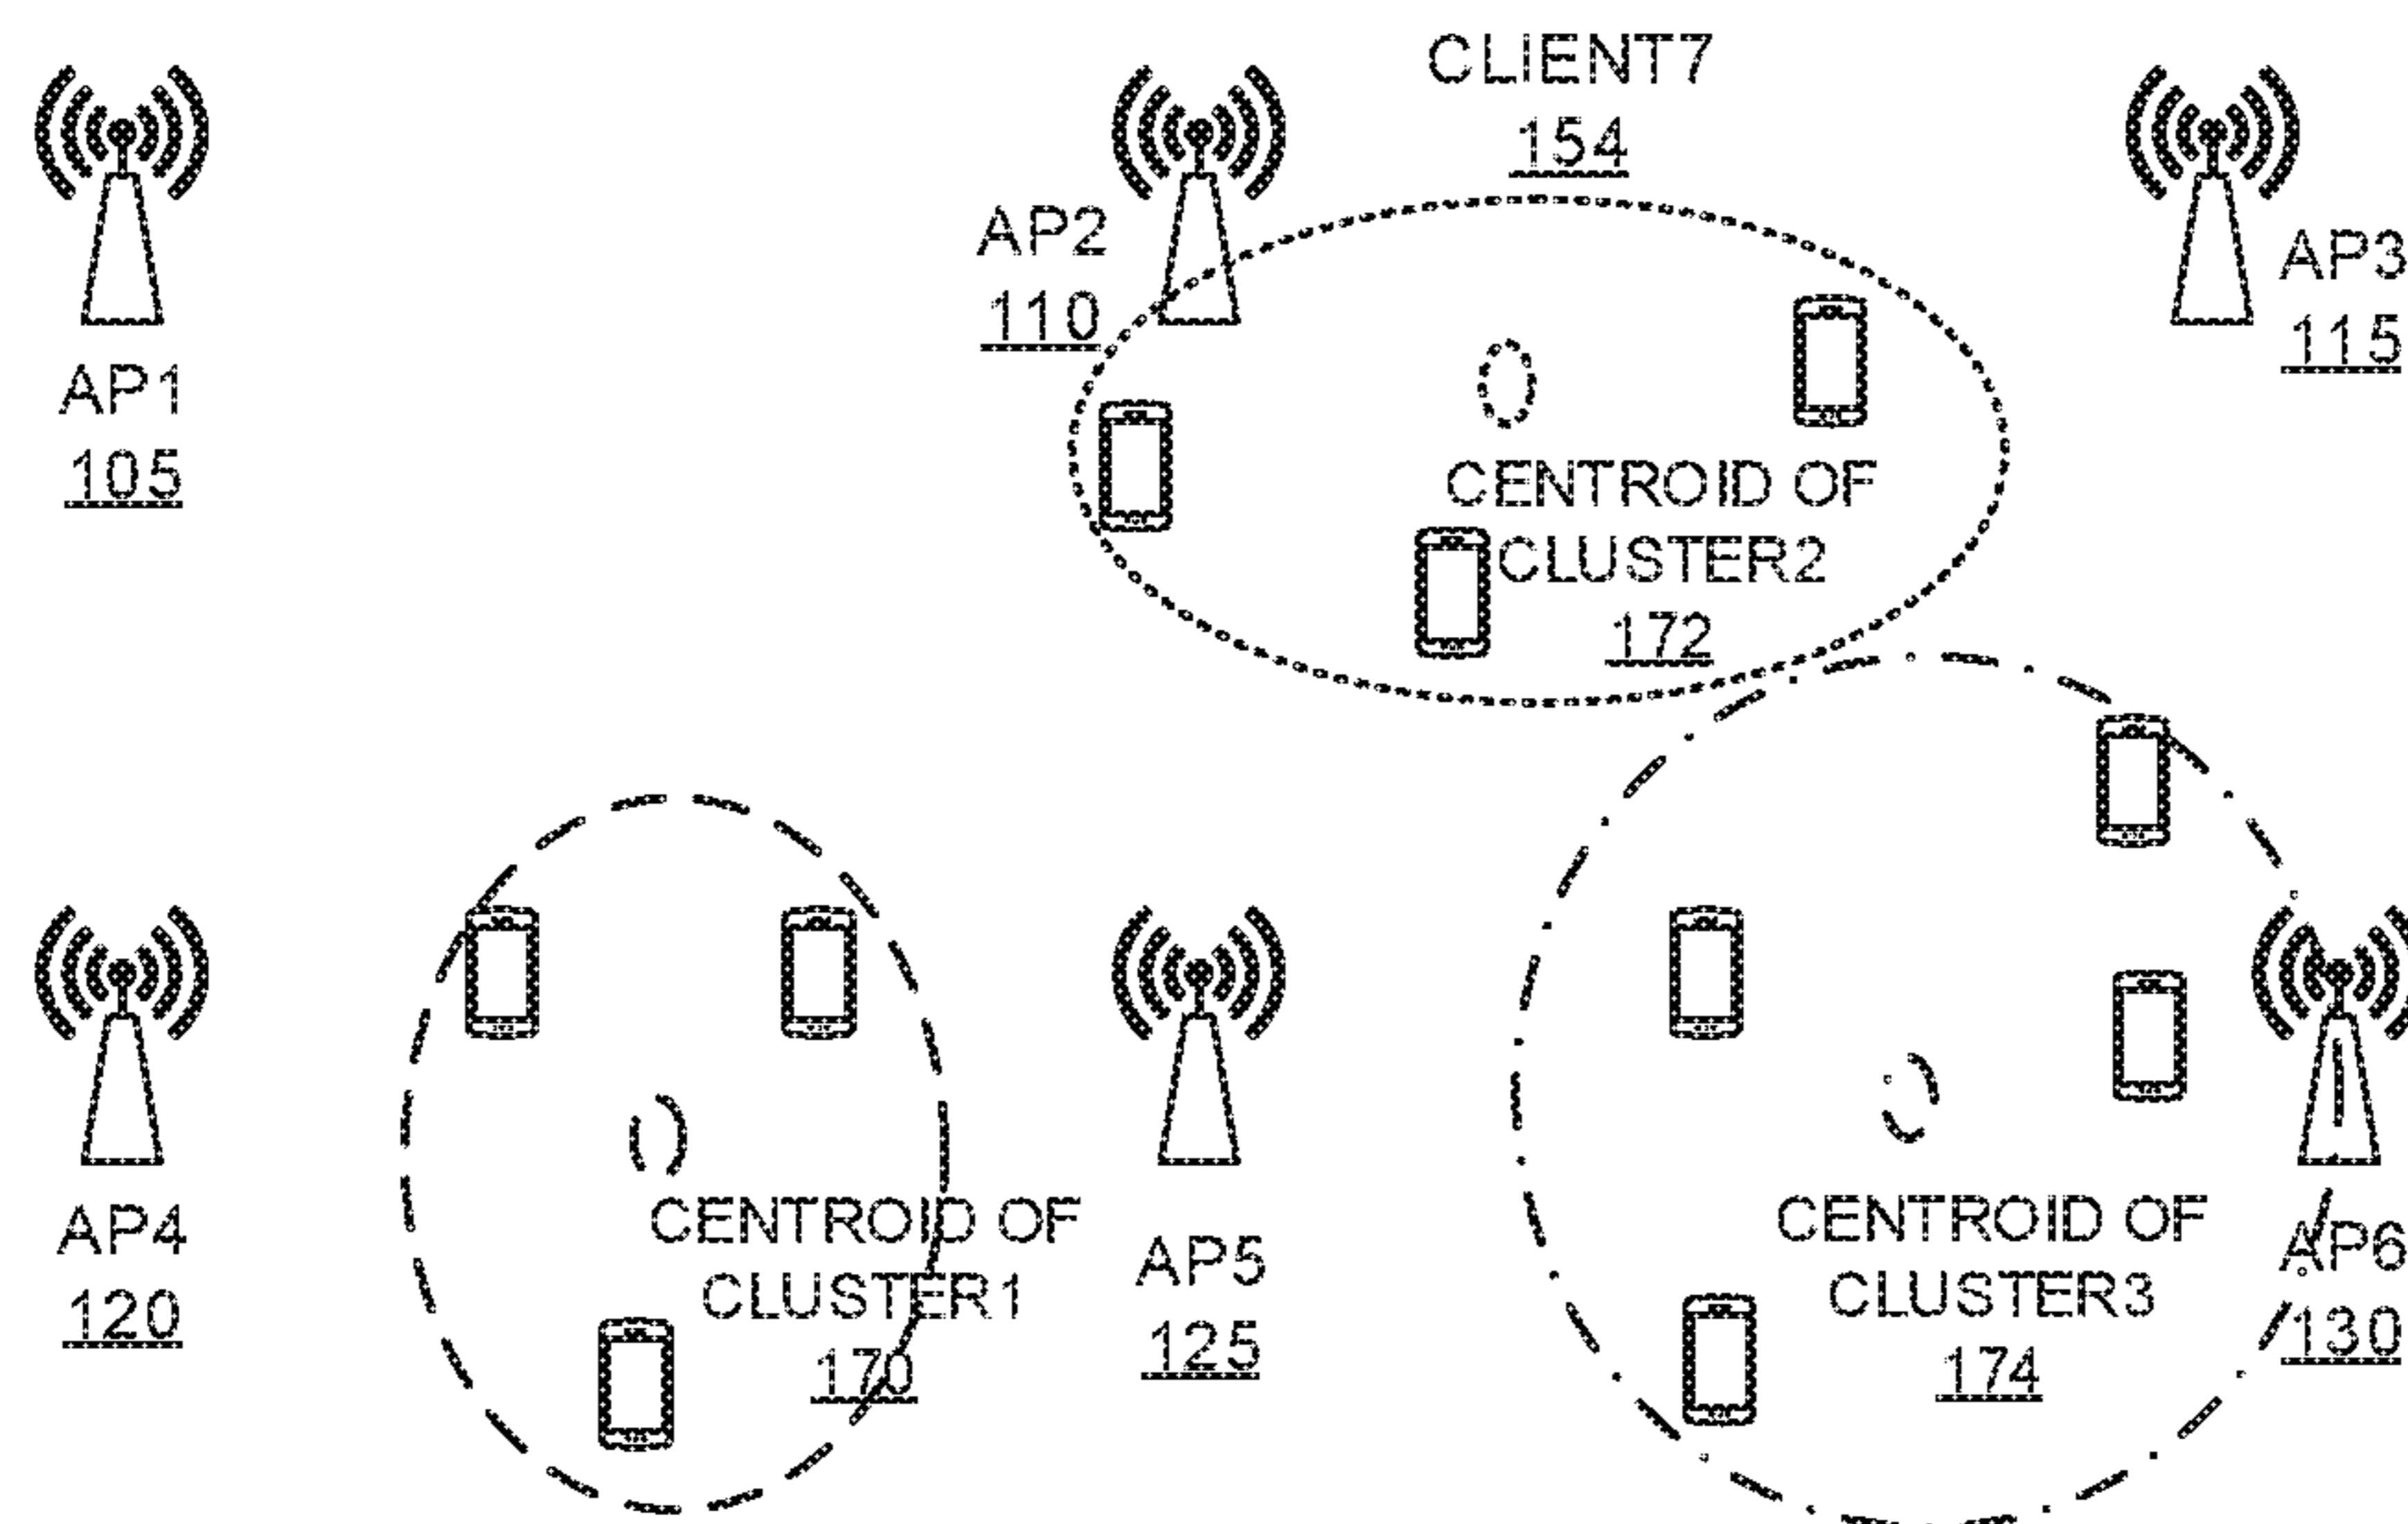 CLIENT7
154
AP2
110
AP3
115
AP1
105
CENTROID OF
CLUSTER2
172
AP4
120
CENTROID OF
CLUSTER1
170
AP5
125
CENTROID OF
CLUSTER3
174
AP6
130